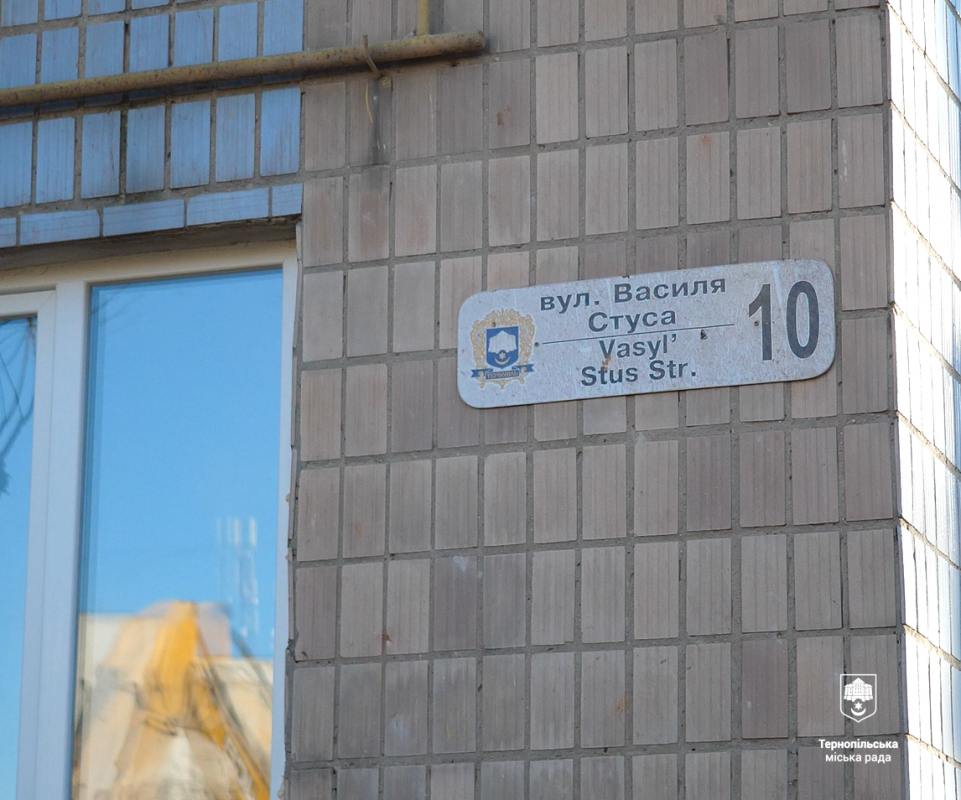 вул. Василя
Стуса
Vasyl'
Stus Str.
10
Тернопільська
міська рада